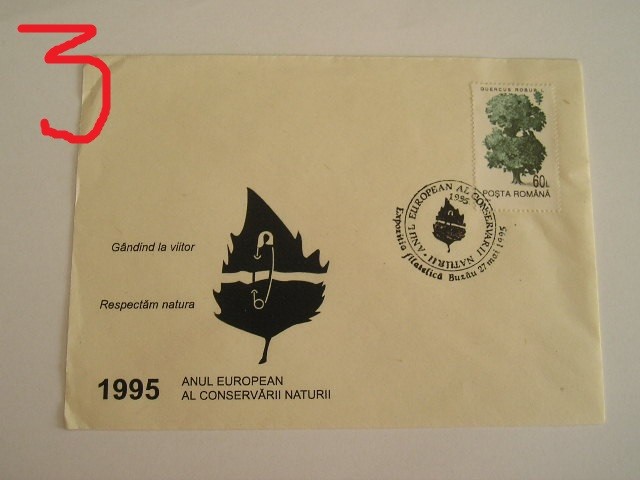 3
QUERCUS ROBUR
60L
POȘTA ROMÂNĂ
ANUL EUROPEAN AL CONSERVĂRII NATURII
1995
Expoziția filatelică Buzău 27 mai 1995
Gândind la viitor
Respectăm natura
1995 ANUL EUROPEAN
AL CONSERVĂRII NATURII